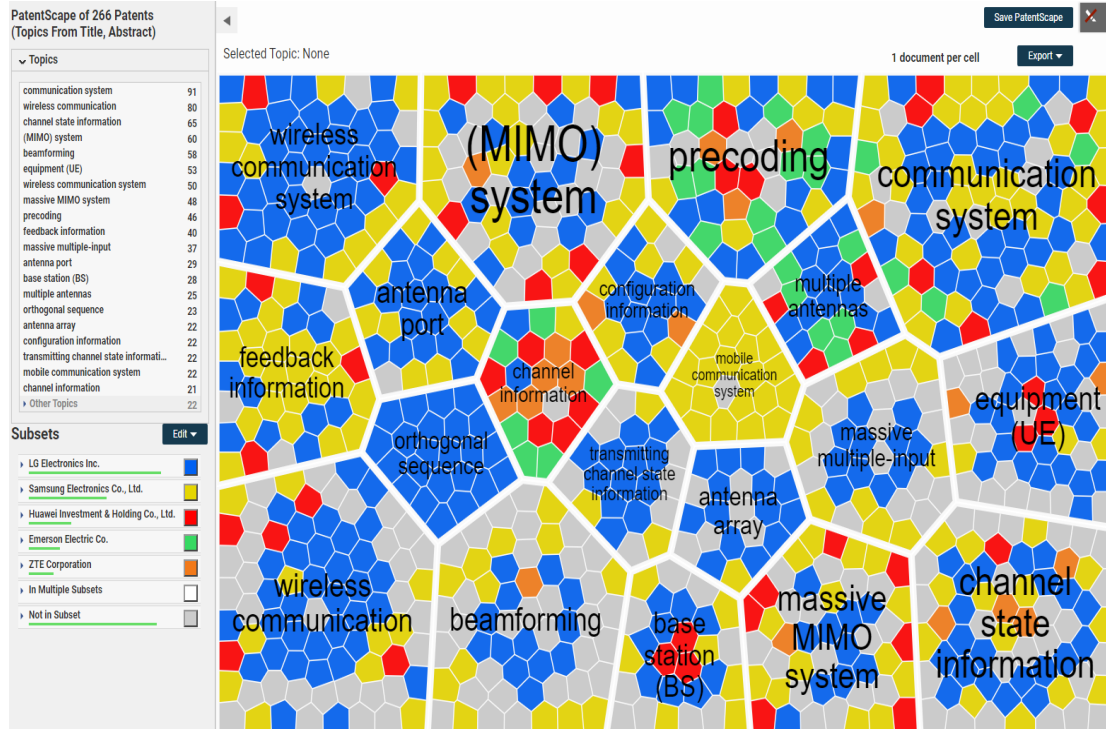 PatentScape of 266 Patents
(Topics From Title, Abstract)
Save PatentScape
Topics
Selected Topic: None
1 document per cell
Export
communication system 91
wireless communication 80
channel state information 65
(MIMO) system 60
beamforming 58
equipment (UE) 53
wireless communication system 50
massive MIMO system 48
precoding 46
feedback information 40
massive multiple-input 37
antenna port 29
base station (BS) 28
multiple antennas 25
orthogonal sequence 23
antenna array 22
configuration information 22
transmitting channel state informati... 22
mobile communication system 22
channel information 21
Other Topics 22
Subsets
Edit
LG Electronics Inc.
Samsung Electronics Co., Ltd.
Huawei Investment & Holding Co., Ltd.
Emerson Electric Co.
ZTE Corporation
In Multiple Subsets
Not in Subset
wireless
communication
system
(MIMO)
system
precoding
communication
system
antenna
port
configuration
information
multiple
antennas
feedback
information
channel
information
mobile
communication
system
equipment
(UE)
orthogonal
sequence
transmitting
channel state
information
massive
multiple-input
antenna
array
wireless
communication
beamforming
base
station
(BS)
massive
MIMO
system
channel
state
information